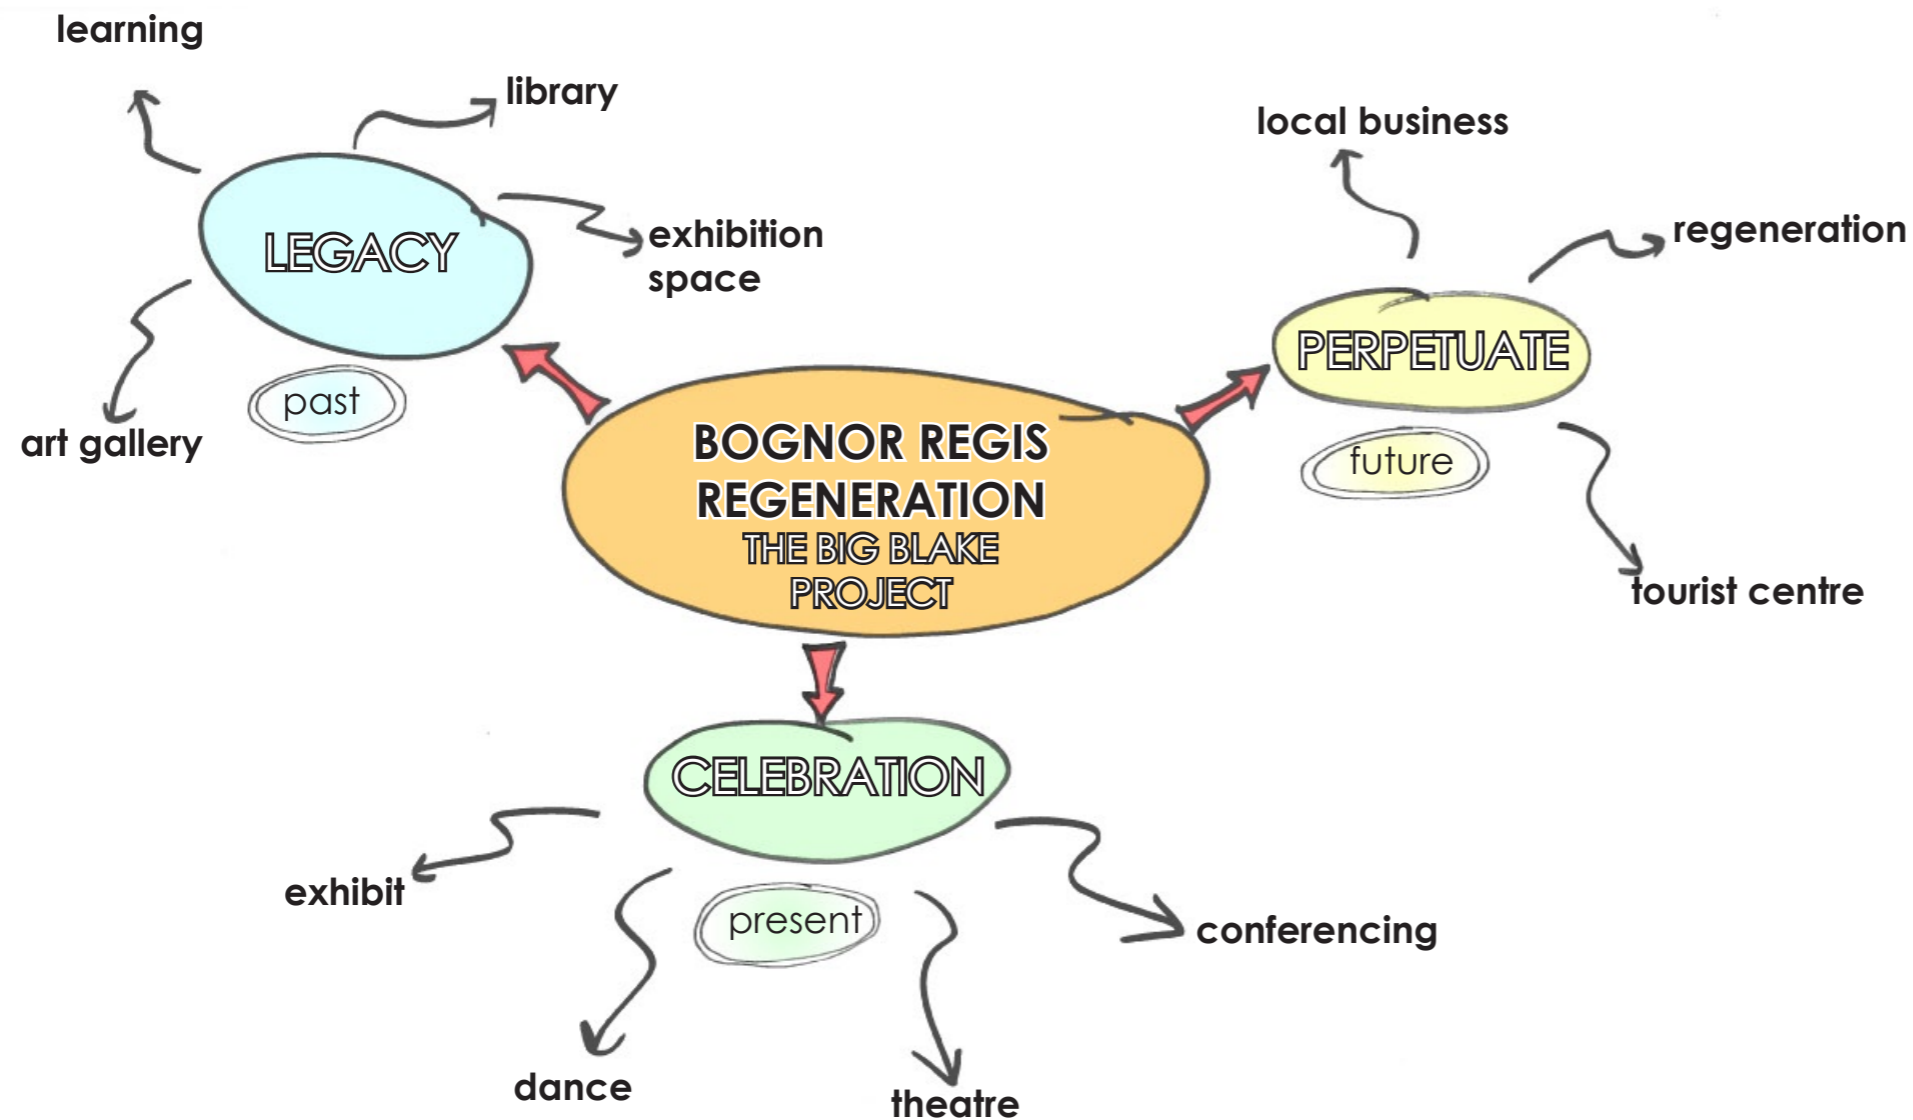 learning
library
LEGACY
exhibition
space
past
art gallery
local business
regeneration
PERPETUATE
future
tourist centre
BOGNOR REGIS
REGENERATION
THE BIG BLAKE
PROJECT
CELEBRATION
present
exhibit
dance
theatre
conferencing